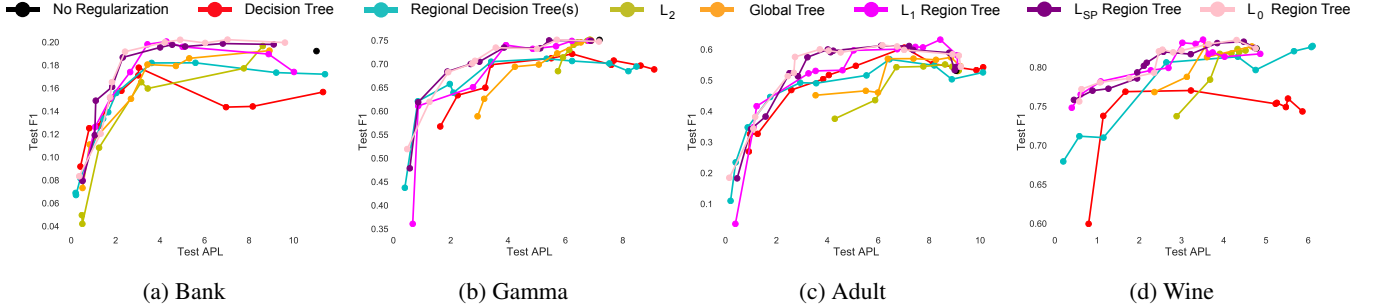 No Regularization Decision Tree Regional Decision Tree(s) L2 Global Tree L1 Region Tree LSP Region Tree L0 Region Tree
0.20
0.18
0.16
0.14
0.12
0.10
0.08
0.06
0.04
Test F1
0 2 4 6 8 10
Test APL
(a) Bank
0.75
0.70
0.65
0.60
0.55
0.50
0.45
0.40
0.35
Test F1
0 2 4 6 8
Test APL
(b) Gamma
0.6
0.5
0.4
0.3
0.2
0.1
Test F1
0 2 4 6 8 10
Test APL
(c) Adult
0.80
0.75
0.70
0.65
0.60
Test F1
0 1 2 3 4 5 6
Test APL
(d) Wine